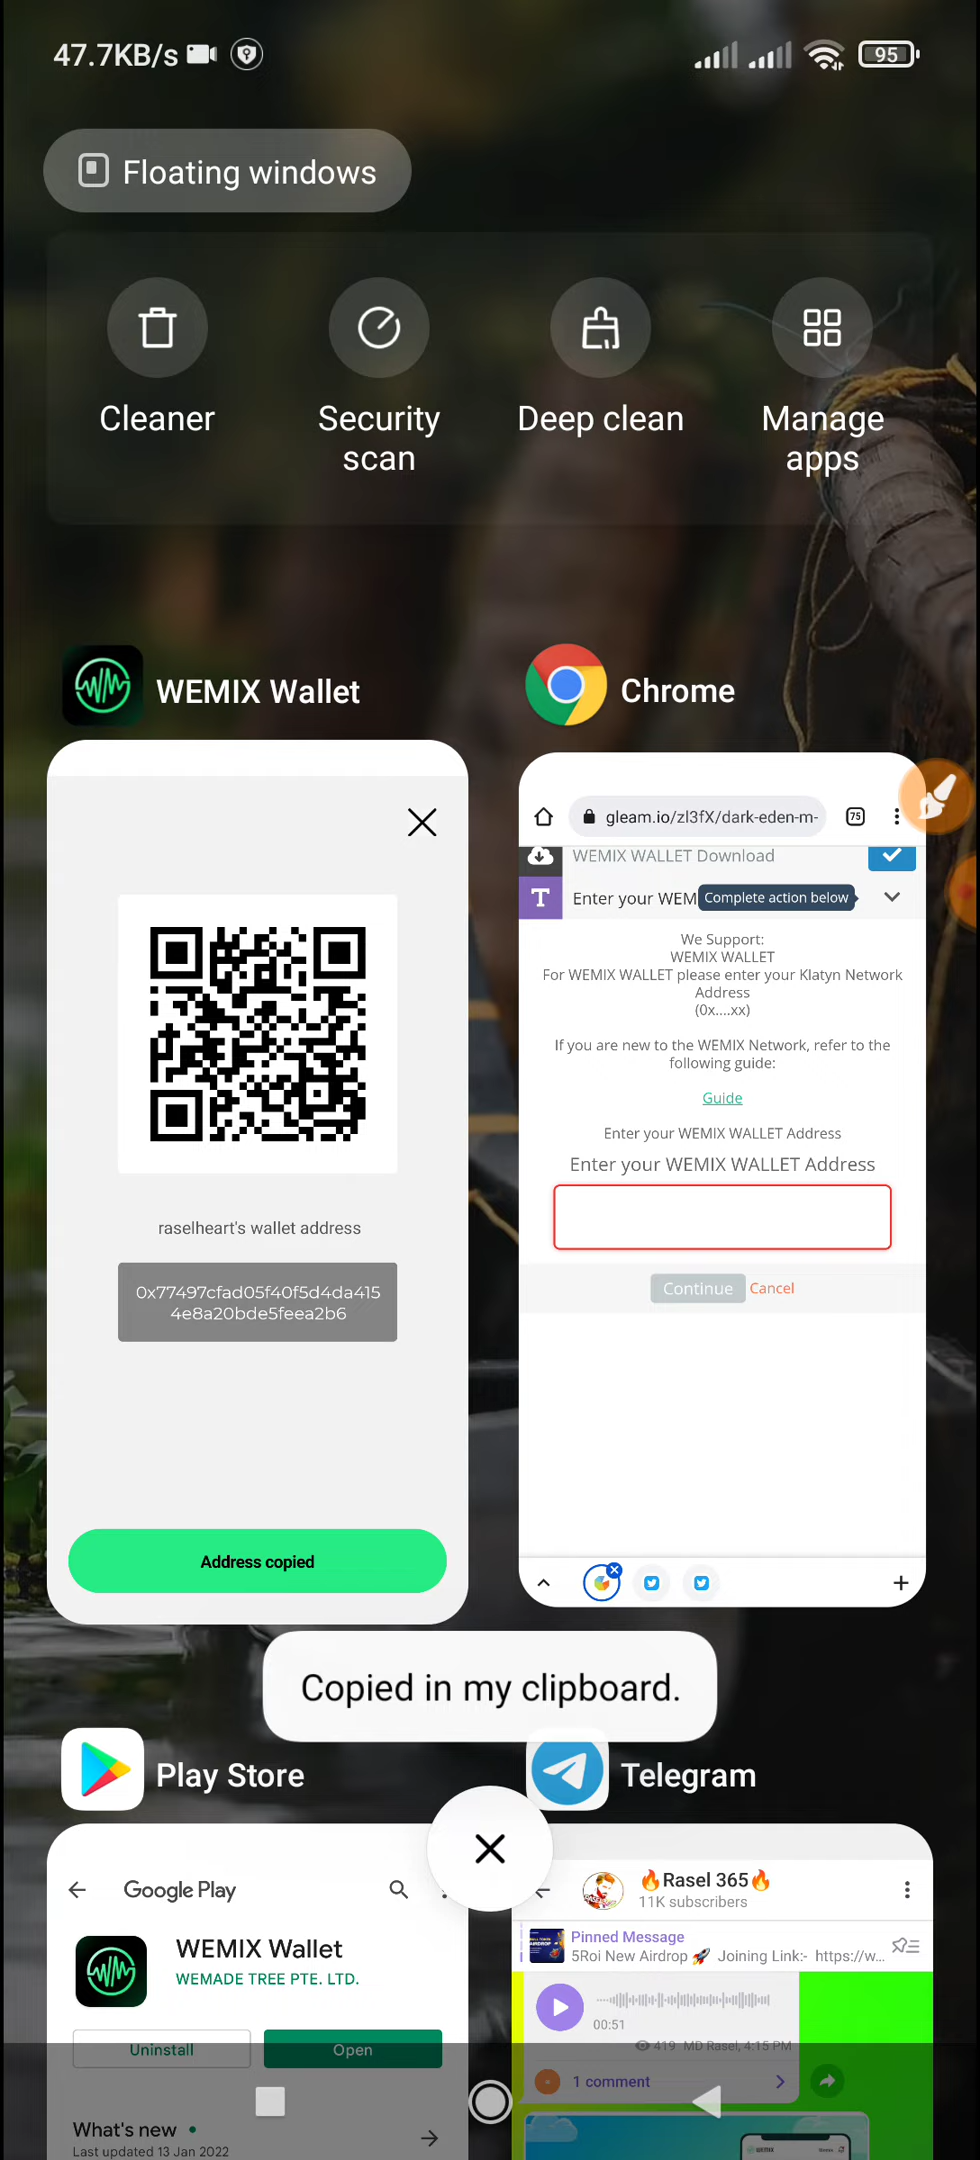 47.7KB/s
95
Floating windows
Cleaner
Security scan
Deep clean
Manage apps
WEMIX Wallet
raselheart's wallet address
0x77497cfad05f40f5d4da415
4e8a20bde5feea2b6
Address copied
Chrome
gleam.io/zl3fX/dark-eden-m-
75
WEMIX WALLET Download
T
Enter your WEM
Complete action below
We Support:
WEMIX WALLET
For WEMIX WALLET please enter your Klatyn Network
Address
(0x....xx)
If you are new to the WEMIX Network, refer to the
following guide:
Guide
Enter your WEMIX WALLET Address
Enter your WEMIX WALLET Address
Continue
Cancel
Copied in my clipboard.
Play Store
Google Play
WEMIX Wallet
WEMADE TREE PTE. LTD.
Uninstall
Open
What's new
Last updated 13 Jan 2022
Telegram
🔥Rasel 365🔥
11K subscribers
Pinned Message
5Roi New Airdrop 🚀 Joining Link:- https://w...
00:51
419 MD Rasel, 4:15 PM
1 comment